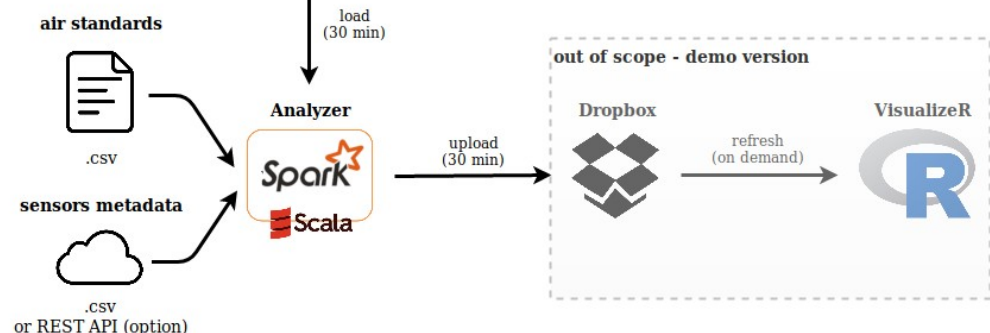 air standards
load
(30 min)
out of scope - demo version
Analyzer
Dropbox
VisualizeR
.csv
Spark
upload
(30 min)
refresh
(on demand)
R
sensors metadata
Scala
.csv
or REST API (option)